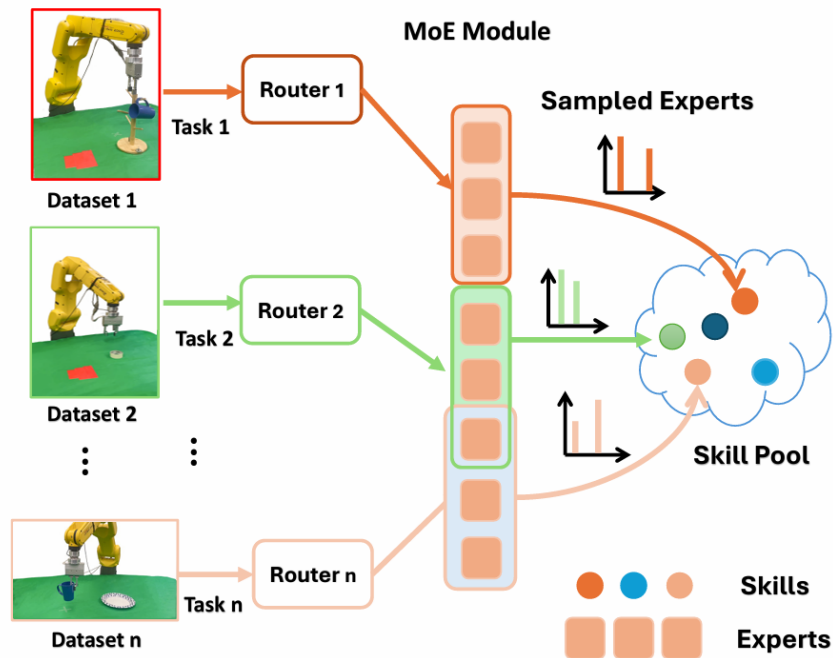 MoE Module
Router 1
Sampled Experts
Task 1
Dataset 1
Router 2
Task 2
Dataset 2
Skill Pool
Router n
Task n
Dataset n
Skills
Experts